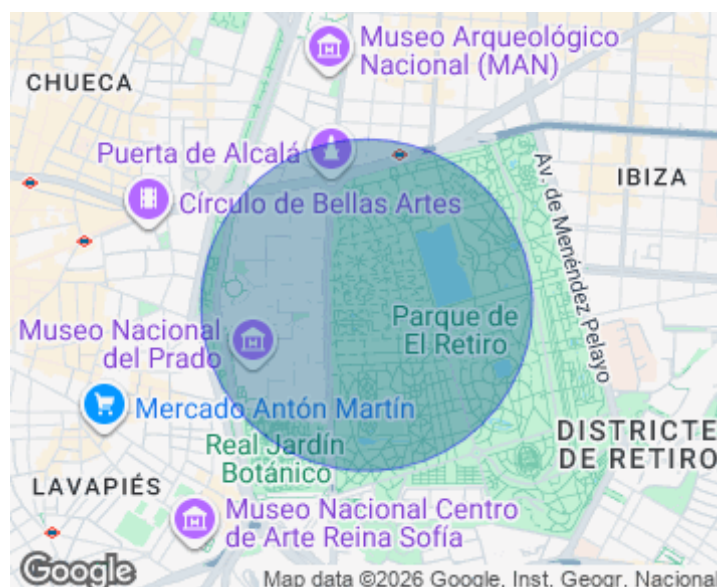 Museo Arqueológico
Nacional (MAN)
CHUECA
Puerta de Alcalá
IBIZA
Círculo de Bellas Artes
Av. de Menéndez Pelayo
Parque de
El Retiro
Museo Nacional
del Prado
Mercado Antón Martín
DISTRICTE
DE RETIRO
Real Jardín
Botánico
LAVAPIÉS
Museo Nacional Centro
de Arte Reina Sofía
Google
Map data ©2026 Google, Inst. Geogr. Nacional